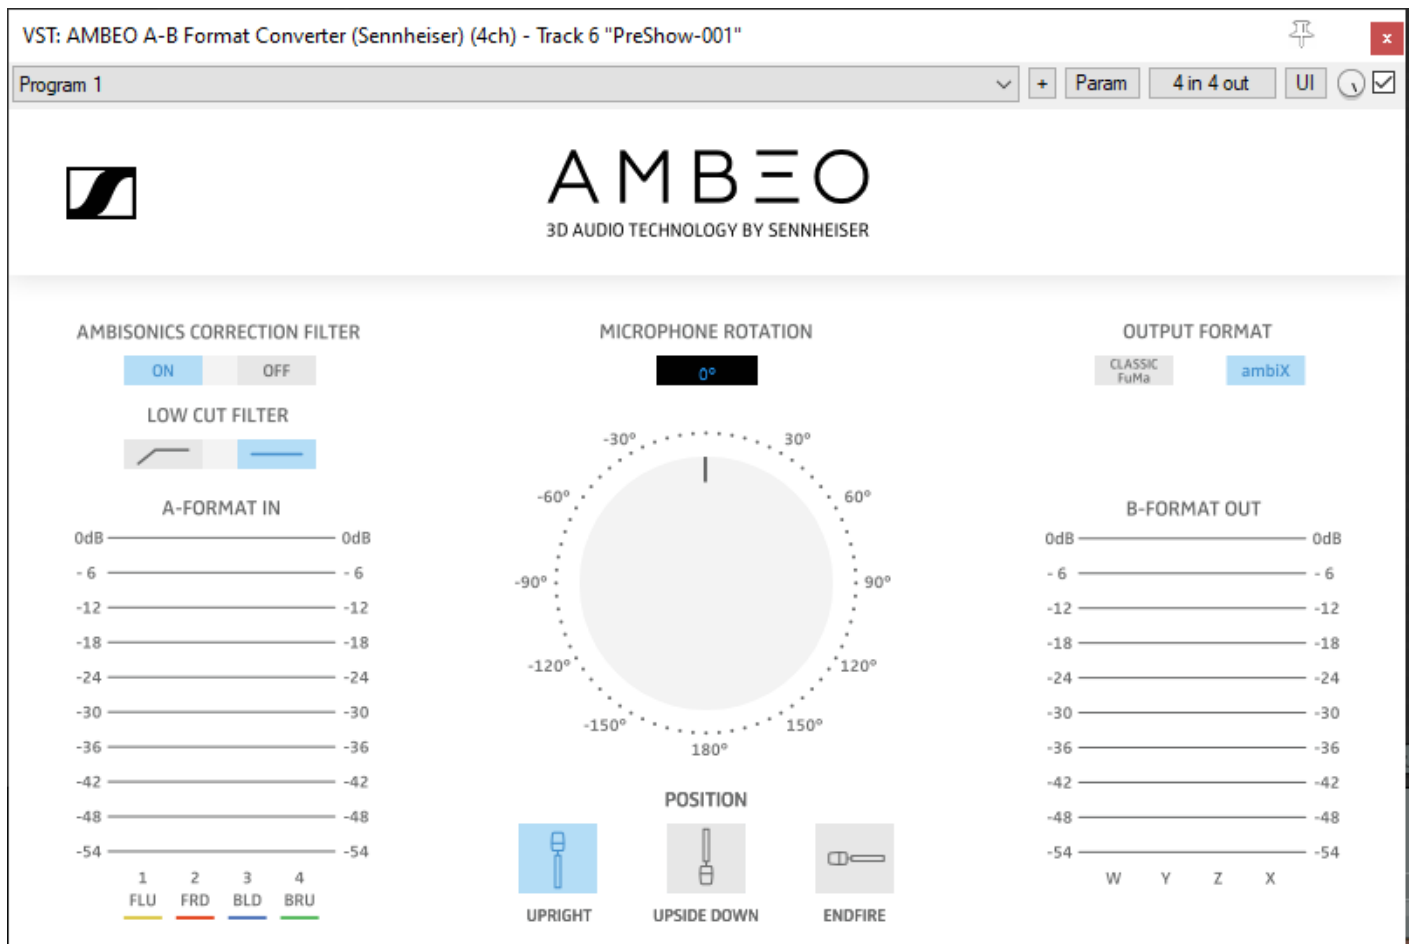 VST: AMBEO A-B Format Converter (Sennheiser) (4ch) - Track 6 "PreShow-001"
x
Program 1
+
Param
4 in 4 out
UI
AMBEO
3D AUDIO TECHNOLOGY BY SENNHEISER
AMBISONICS CORRECTION FILTER
ON OFF
LOW CUT FILTER
A-FORMAT IN
0dB 0dB
- 6 - 6
-12 -12
-18 -18
-24 -24
-30 -30
-36 -36
-42 -42
-48 -48
-54 -54
1 2 3 4
FLU FRD BLD BRU
MICROPHONE ROTATION
0°
-30° 30°
-60° 60°
-90° 90°
-120° 120°
-150° 150°
180°
POSITION
UPRIGHT UPSIDE DOWN ENDFIRE
OUTPUT FORMAT
CLASSIC
FuMa
ambiX
B-FORMAT OUT
0dB 0dB
- 6 - 6
-12 -12
-18 -18
-24 -24
-30 -30
-36 -36
-42 -42
-48 -48
-54 -54
W Y Z X